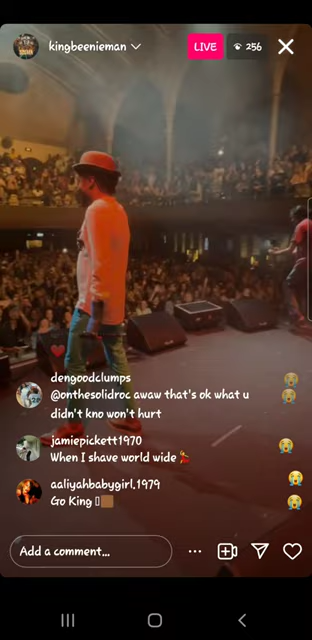 kingbeenieman
LIVE
256
dengoodclumps
@onthesolidroc awaw that's ok what u
didn't kno won't hurt
jamiepickett1970
When I shave world wide 💃
aaliyahbabygirl.1979
Go King
Add a comment...